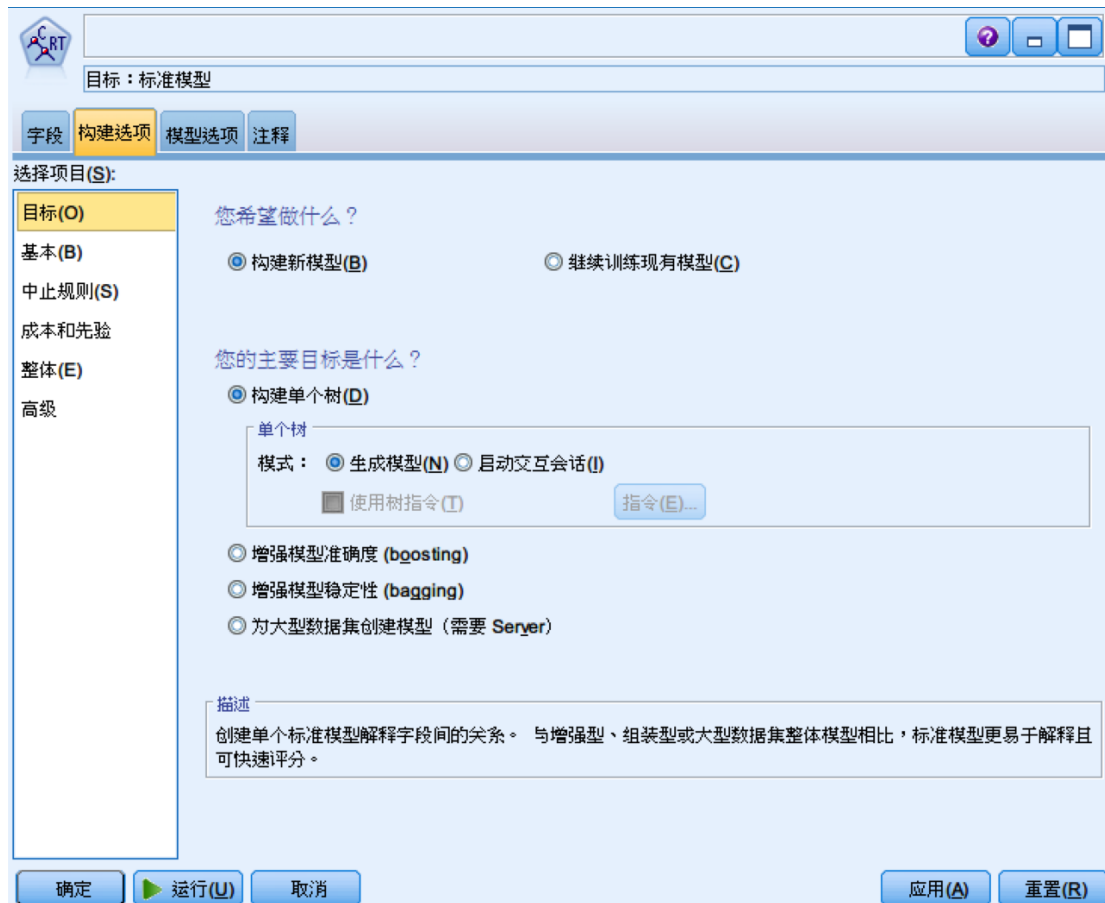 CRT
目标：标准模型
字段 构建选项 模型选项 注释
选择项目(S):
目标(O)
基本(B)
中止规则(S)
成本和先验
整体(E)
高级
您希望做什么？
构建新模型(B) 继续训练现有模型(C)
您的主要目标是什么？
构建单个树(D)
单个树
模式： 生成模型(N) 启动交互会话(I)
使用树指令(T) 指令(E)...
增强模型准确度 (boosting)
增强模型稳定性 (bagging)
为大型数据集创建模型（需要 Server）
描述
创建单个标准模型解释字段间的关系。 与增强型、组装型或大型数据集整体模型相比，标准模型更易于解释且
可快速评分。
确定 运行(U) 取消 应用(A) 重置(R)